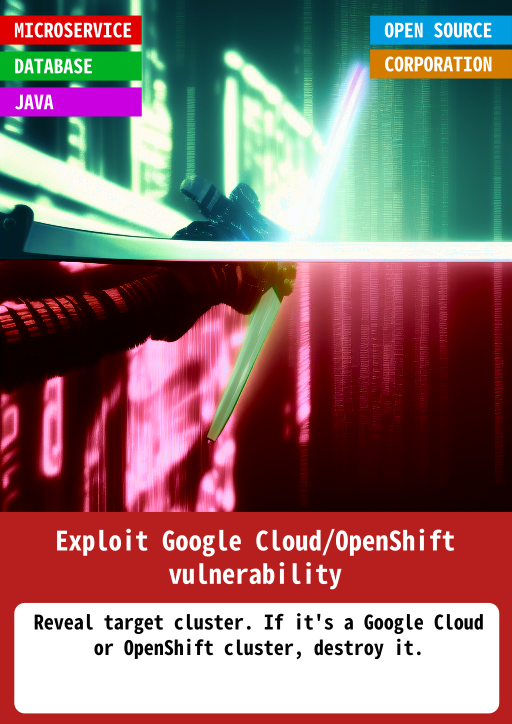 MICROSERVICE
OPEN SOURCE
DATABASE
CORPORATION
JAVA
Exploit Google Cloud/OpenShift
vulnerability
Reveal target cluster. If it's a Google Cloud
or OpenShift cluster, destroy it.